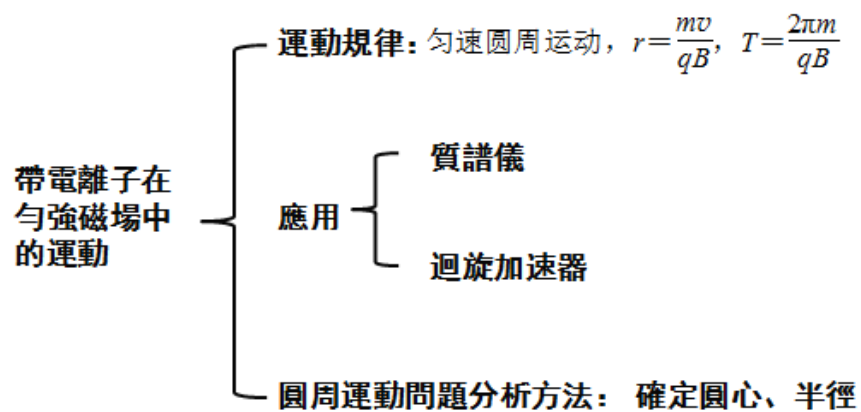 運動規律：匀速圆周运动，r＝mv/qB，T＝2πm/qB
質譜儀
帶電離子在
勻強磁場中
的運動
應用
迴旋加速器
圓周運動問題分析方法： 確定圓心、半徑